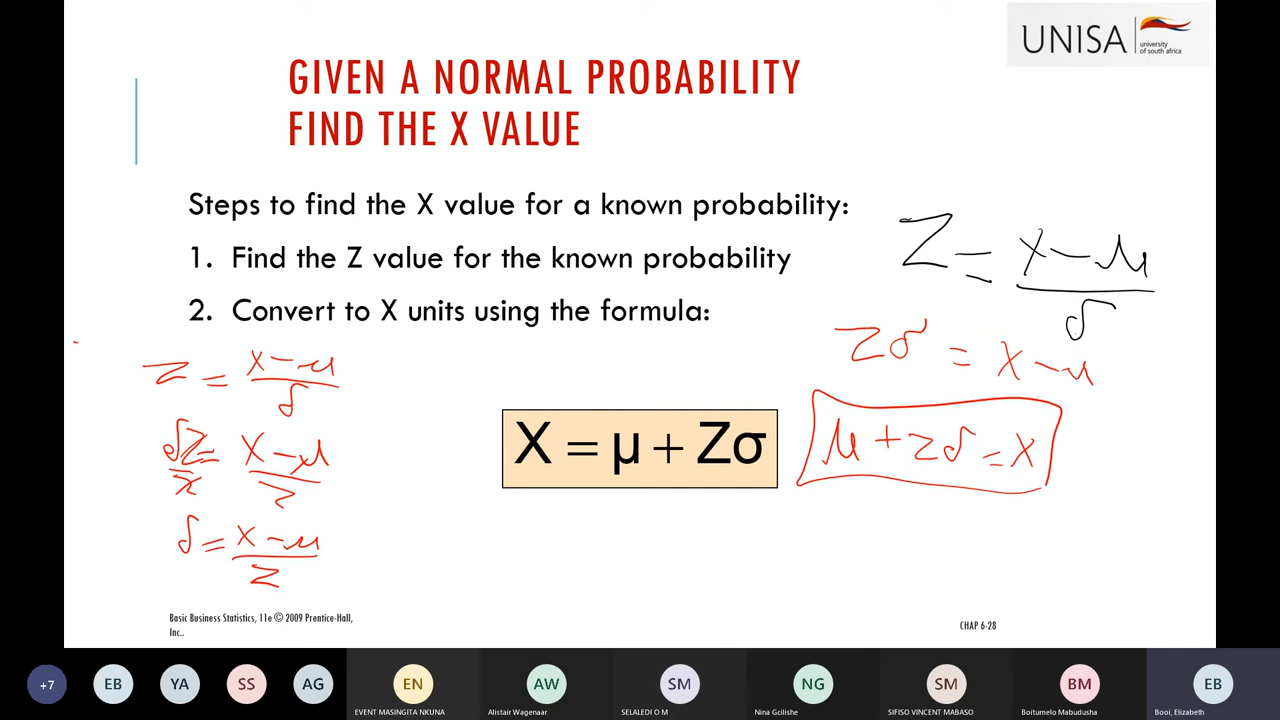 UNISA
university
of south africa
GIVEN A NORMAL PROBABILITY
FIND THE X VALUE
Steps to find the X value for a known probability:
1. Find the Z value for the known probability
2. Convert to X units using the formula:
Z = x - μ / δ
Zσ = x - μ
μ + zδ = x
X = μ + Zσ
Z = x - μ / δ
δZ / z = x - μ / z
δ = x - μ / z
Basic Business Statistics, 11e © 2009 Prentice-Hall,
Inc..
CHAP 6-28
+7
EB
YA
SS
AG
EN
AW
SM
NG
SM
BM
EB
EVENT MASINGITA NKUNA
Alistair Wagenaar
SELALEDI O M
Nina Gcilishe
SIFISO VINCENT MABASO
Boitumelo Mabudusha
Booi, Elizabeth